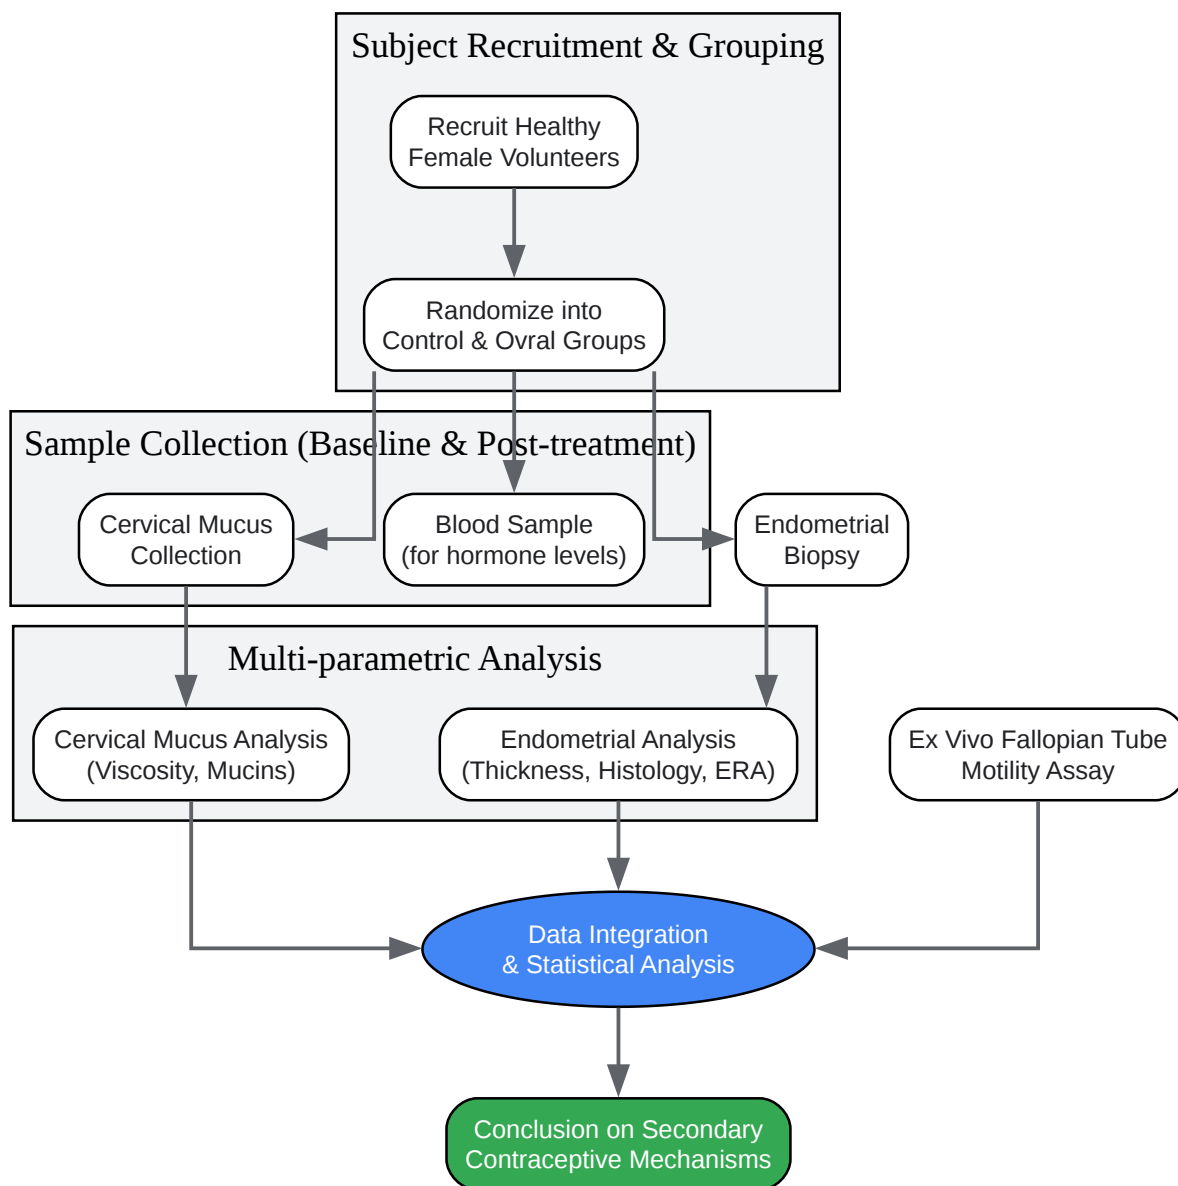 Subject Recruitment & Grouping
Recruit Healthy
Female Volunteers
Randomize into
Control & Ovral Groups
Sample Collection (Baseline & Post-treatment)
Cervical Mucus
Collection
Blood Sample
(for hormone levels)
Endometrial
Biopsy
Multi-parametric Analysis
Cervical Mucus Analysis
(Viscosity, Mucins)
Endometrial Analysis
(Thickness, Histology, ERA)
Ex Vivo Fallopian Tube
Motility Assay
Data Integration
& Statistical Analysis
Conclusion on Secondary
Contraceptive Mechanisms